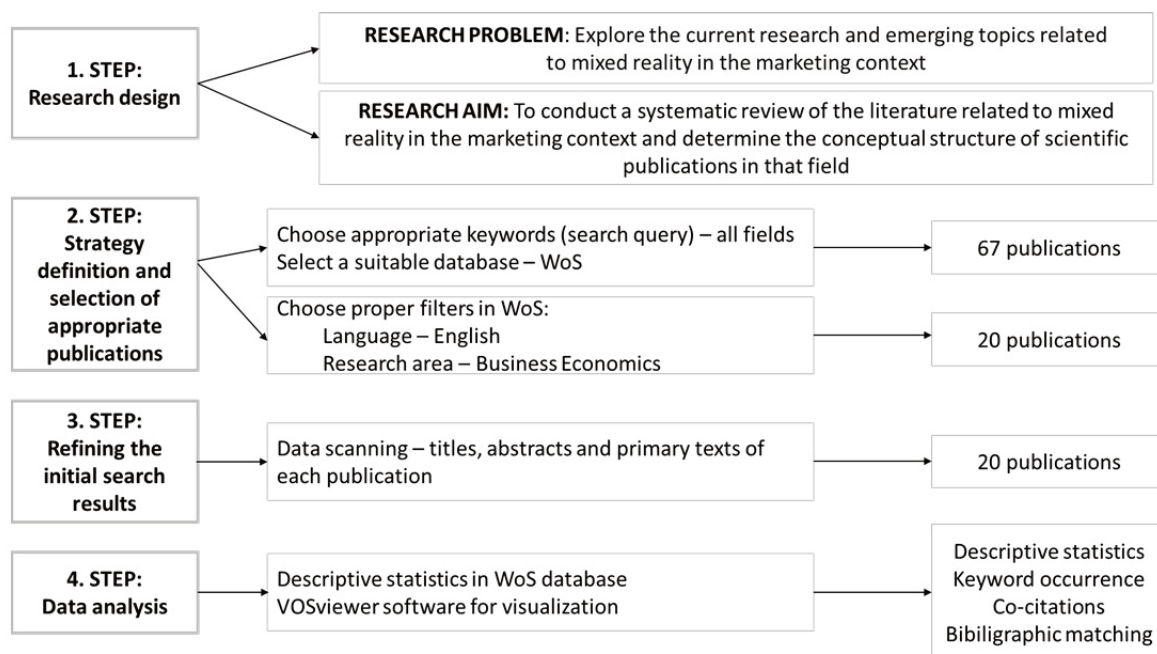 1. STEP:
Research design
RESEARCH PROBLEM: Explore the current research and emerging topics related
to mixed reality in the marketing context
RESEARCH AIM: To conduct a systematic review of the literature related to mixed
reality in the marketing context and determine the conceptual structure of scientific
publications in that field
2. STEP:
Strategy
definition and
selection of
appropriate
publications
Choose appropriate keywords (search query) – all fields
Select a suitable database – WoS
67 publications
Choose proper filters in WoS:
Language – English
Research area – Business Economics
20 publications
3. STEP:
Refining the
initial search
results
Data scanning – titles, abstracts and primary texts of
each publication
20 publications
4. STEP:
Data analysis
Descriptive statistics in WoS database
VOSviewer software for visualization
Descriptive statistics
Keyword occurrence
Co-citations
Bibiligraphic matching